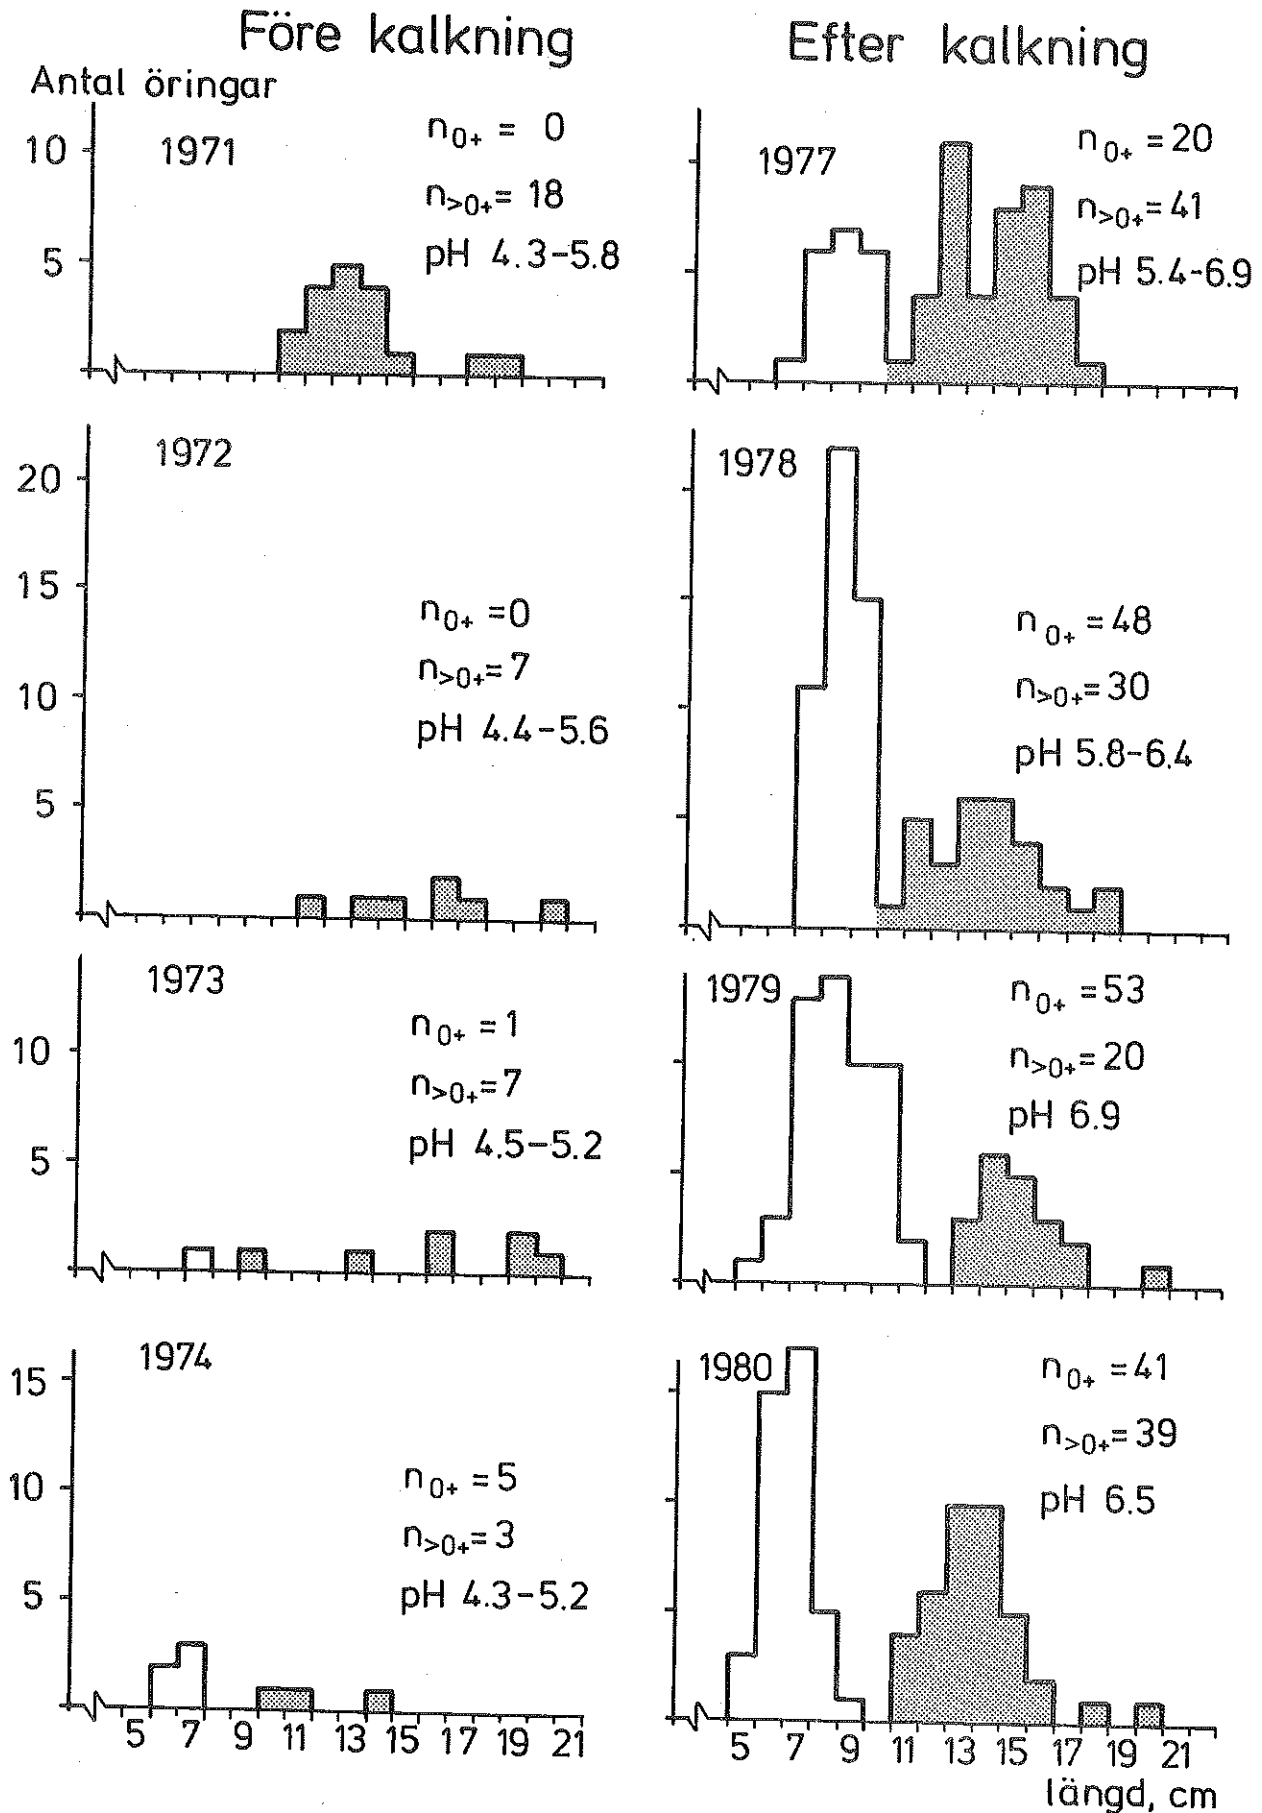 Före kalkning
Efter kalkning
Antal öringar
10
5
1971
n0+ = 0
n>0+= 18
pH 4.3-5.8
1977
n0+ = 20
n>0+= 41
pH 5.4-6.9
20
15
10
5
1972
n0+ =0
n>0+= 7
pH 4.4-5.6
1978
n0+ = 48
n>0+= 30
pH 5.8-6.4
10
5
1973
n0+ = 1
n>0+= 7
pH 4.5-5.2
1979
n0+ = 53
n>0+= 20
pH 6.9
15
10
5
1974
n0+ = 5
n>0+= 3
pH 4.3-5.2
1980
n0+ = 41
n>0+= 39
pH 6.5
5 7 9 11 13 15 17 19 21
5 7 9 11 13 15 17 19 21
längd, cm